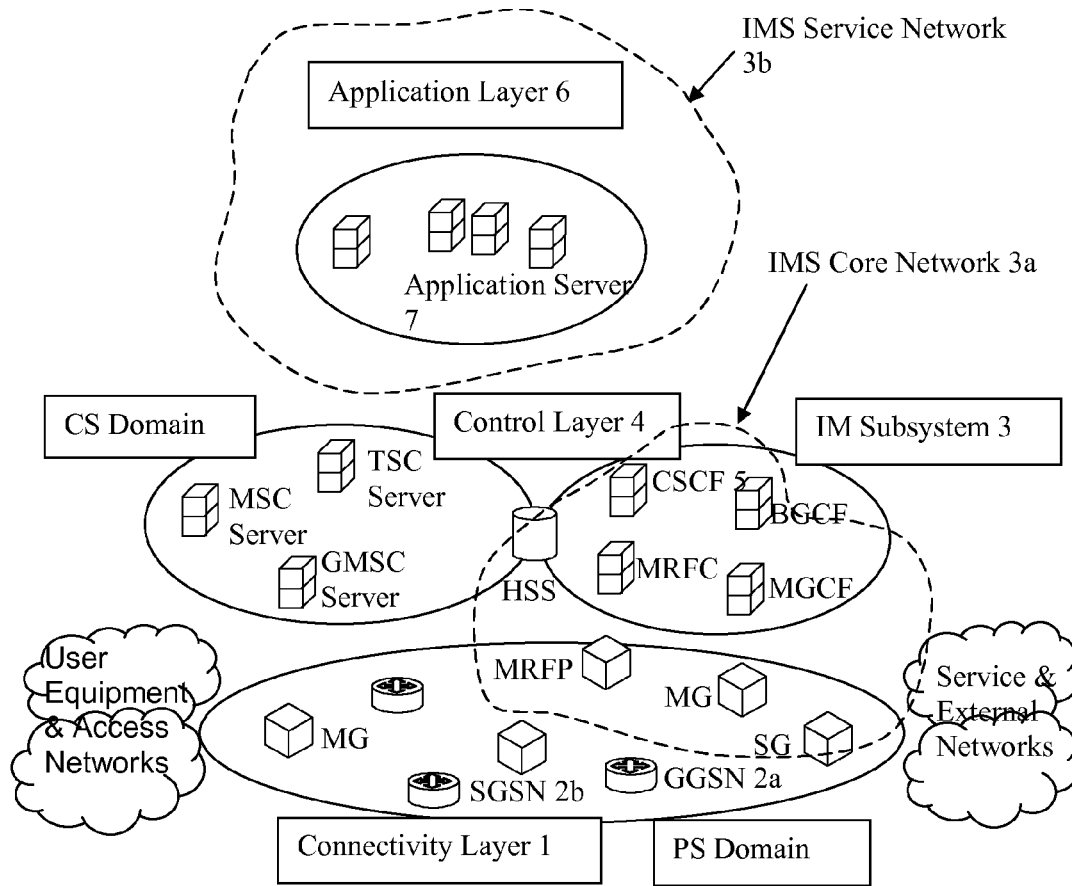 IMS Service Network
3b
Application Layer 6
Application Server
7
IMS Core Network 3a
CS Domain
Control Layer 4
IM Subsystem 3
TSC
Server
MSC
Server
GMSC
Server
CSCF 5
BGCF
MRFC
MGCF
HSS
User
Equipment
& Access
Networks
MRFP
MG
MG
SG
SGSN 2b
GGSN 2a
Service &
External
Networks
Connectivity Layer 1
PS Domain